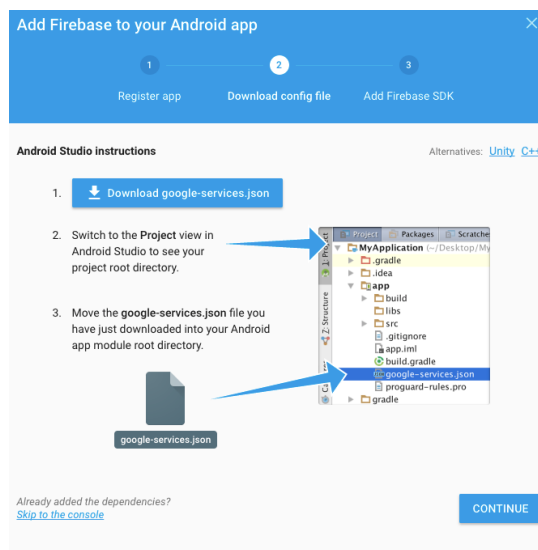 Add Firebase to your Android app
1
2
3
Register app
Download config file
Add Firebase SDK
Android Studio instructions
Alternatives: Unity C++
1. Download google-services.json
2. Switch to the Project view in
Android Studio to see your
project root directory.
3. Move the google-services.json file you
have just downloaded into your Android
app module root directory.
google-services.json
Project
Packages
Scratche
1: Project
MyApplication (~/Desktop/My
.gradle
.idea
app
build
libs
src
.gitignore
app.iml
build.gradle
google-services.json
proguard-rules.pro
gradle
Z: Structure
Ca
Already added the dependencies?
Skip to the console
CONTINUE